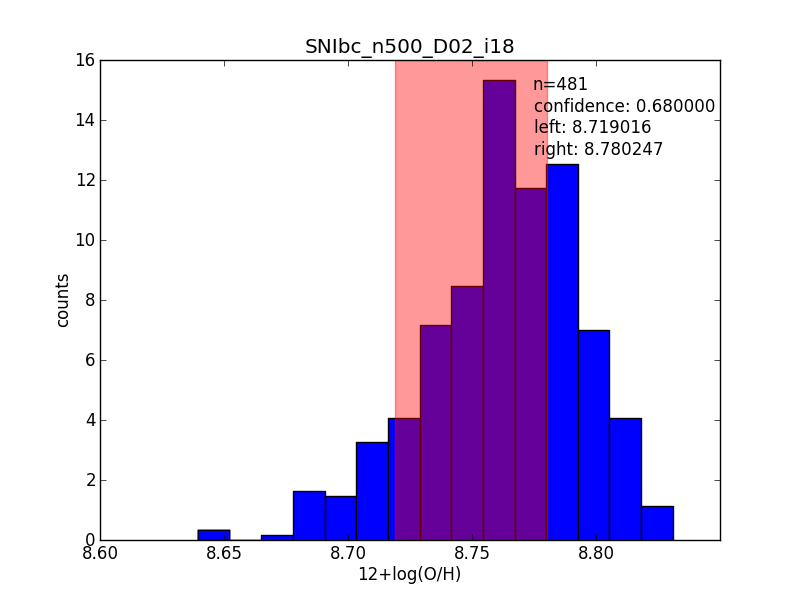 SNIbc_n500_D02_i18
16
14
12
10
8
6
4
2
0
n=481
confidence: 0.680000
left: 8.719016
right: 8.780247
counts
8.60 8.65 8.70 8.75 8.80
12+log(O/H)